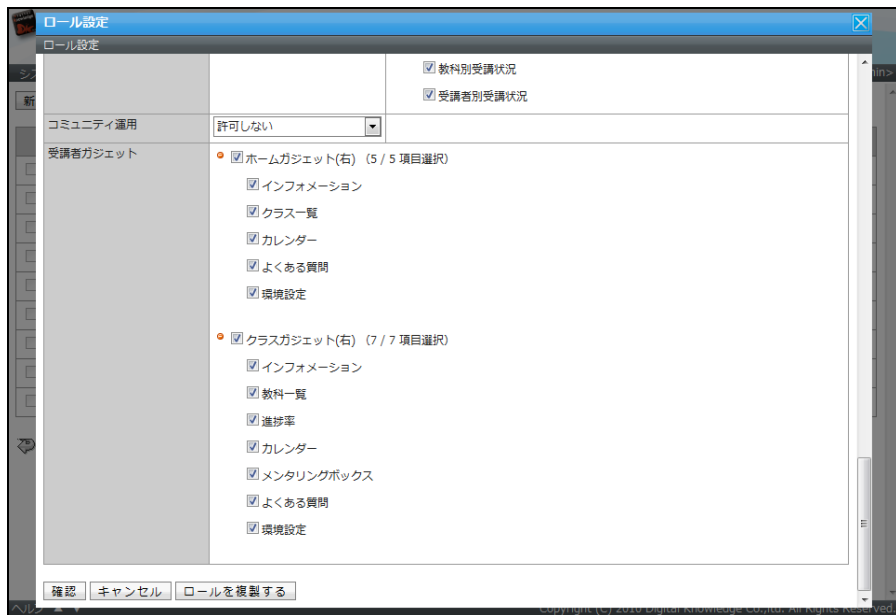 ロール設定
ロール設定
教科別受講状況
受講者別受講状況
コミュニティ運用
許可しない
受講者ガジェット
ホームガジェット(右) (5 / 5 項目選択)
インフォメーション
クラス一覧
カレンダー
よくある質問
環境設定
クラスガジェット(右) (7 / 7 項目選択)
インフォメーション
教科一覧
進捗率
カレンダー
メンタリングボックス
よくある質問
環境設定
確認 キャンセル ロールを複製する
ヘルプ
Copyright (C) 2010 Digital Knowledge Co.,ltd. All Rights Reserved.